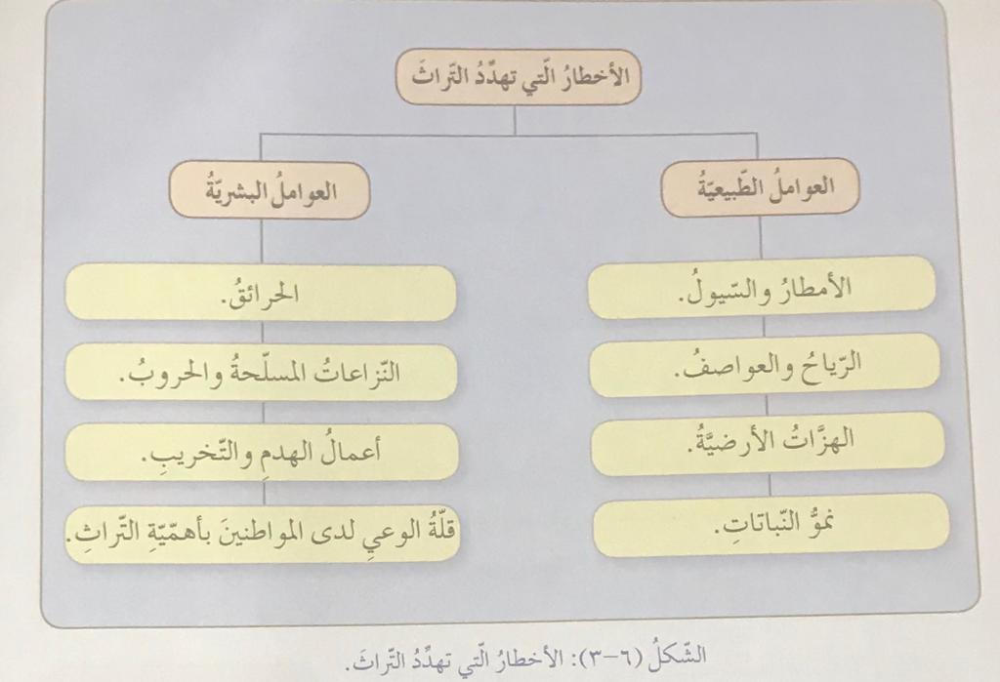 الأخطارُ الّتي تهدِّدُ التّراثَ
العواملُ الطّبيعيّةُ
الأمطارُ والسّيولُ.
الرّياحُ والعواصفُ.
الهزَّاتُ الأرضيَّةُ.
نموُّ النّباتاتِ.
العواملُ البشريّةُ
الحرائقُ.
النّزاعاتُ المسلّحةُ والحروبُ.
أعمالُ الهدمِ والتّخريبِ.
قلّةُ الوعيِ لدى المواطنينَ بأهمّيّةِ التّراثِ.
الشّكلُ (٦-٣): الأخطارُ الّتي تهدِّدُ التّراثَ.